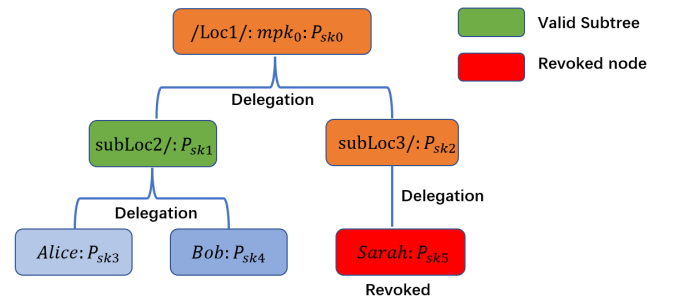 /Loc1/: mpk₀: Pₛₖ₀
Valid Subtree
Revoked node
Delegation
subLoc2/: Pₛₖ₁
subLoc3/: Pₛₖ₂
Delegation
Delegation
Alice: Pₛₖ₃
Bob: Pₛₖ₄
Sarah: Pₛₖ₅
Revoked